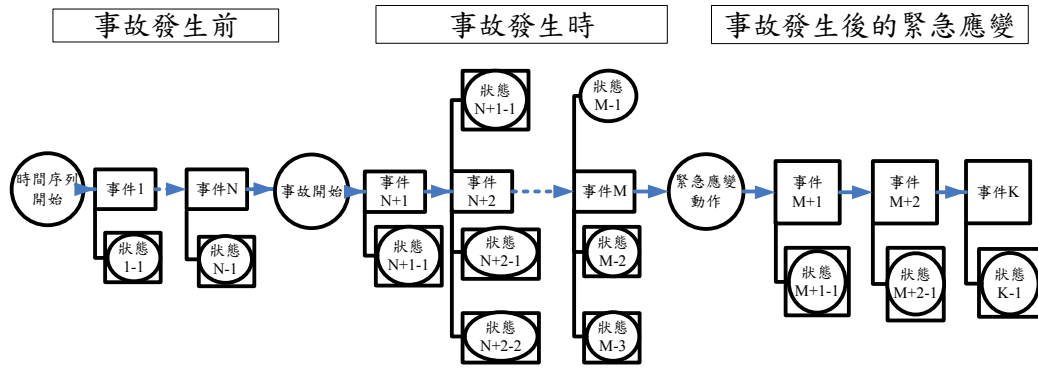 事故發生前
事故發生時
事故發生後的緊急應變
狀態
N+1-1
狀態
M-1
時間序列
開始
事件1
事件N
事故開始
事件
N+1
事件
N+2
事件M
緊急應變
動作
事件
M+1
事件
M+2
事件K
狀態
1-1
狀態
N-1
狀態
N+1-1
狀態
N+2-1
狀態
M-2
狀態
M+1-1
狀態
M+2-1
狀態
K-1
狀態
N+2-2
狀態
M-3